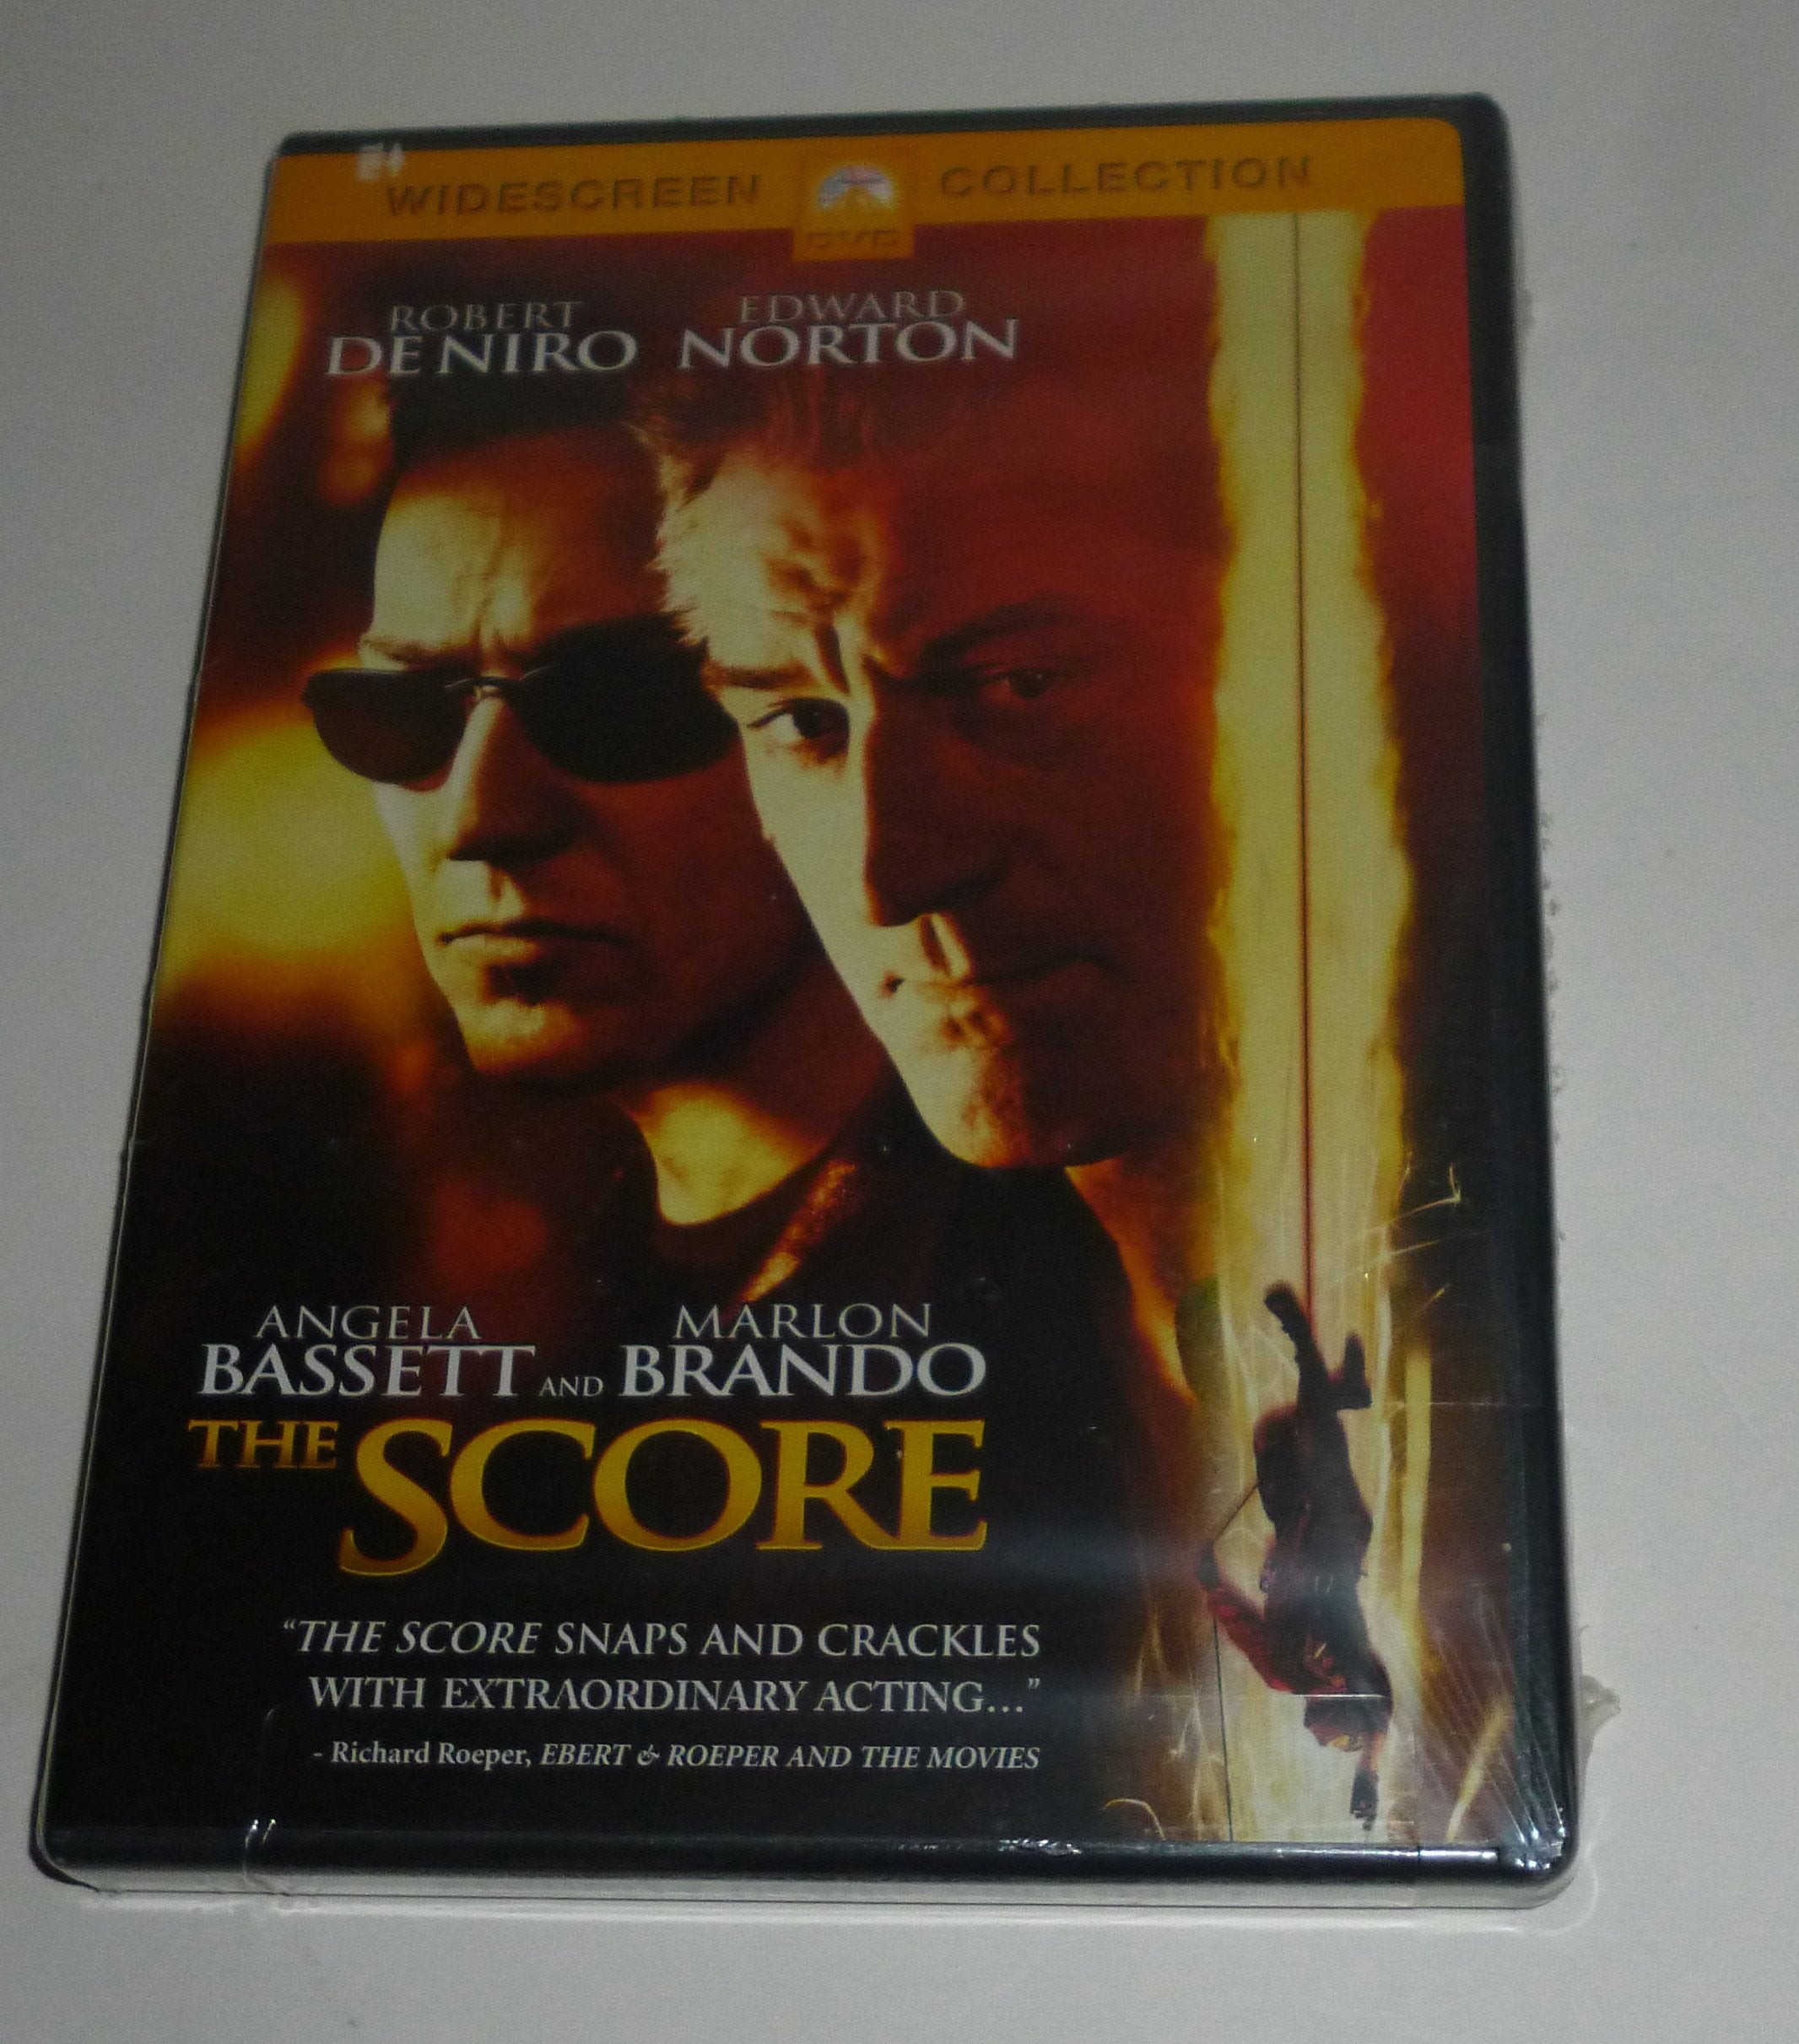 WIDESCREEN DVD COLLECTION
ROBERT EDWARD
DE NIRO NORTON
ANGELA MARLON
BASSETT AND BRANDO
THE SCORE
“THE SCORE SNAPS AND CRACKLES
WITH EXTRAORDINARY ACTING...”
- Richard Roeper, EBERT & ROEPER AND THE MOVIES